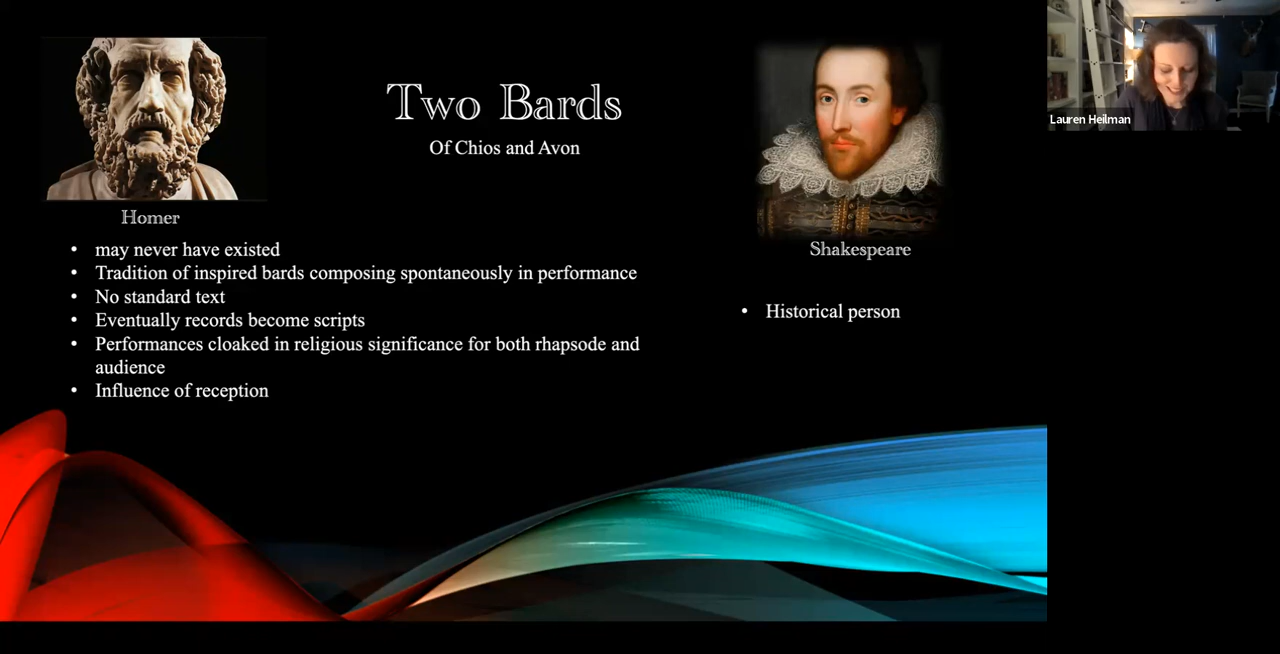 Two Bards
Of Chios and Avon
Homer
• may never have existed
• Tradition of inspired bards composing spontaneously in performance
• No standard text
• Eventually records become scripts
• Performances cloaked in religious significance for both rhapsode and
audience
• Influence of reception
Shakespeare
• Historical person
Lauren Heilman